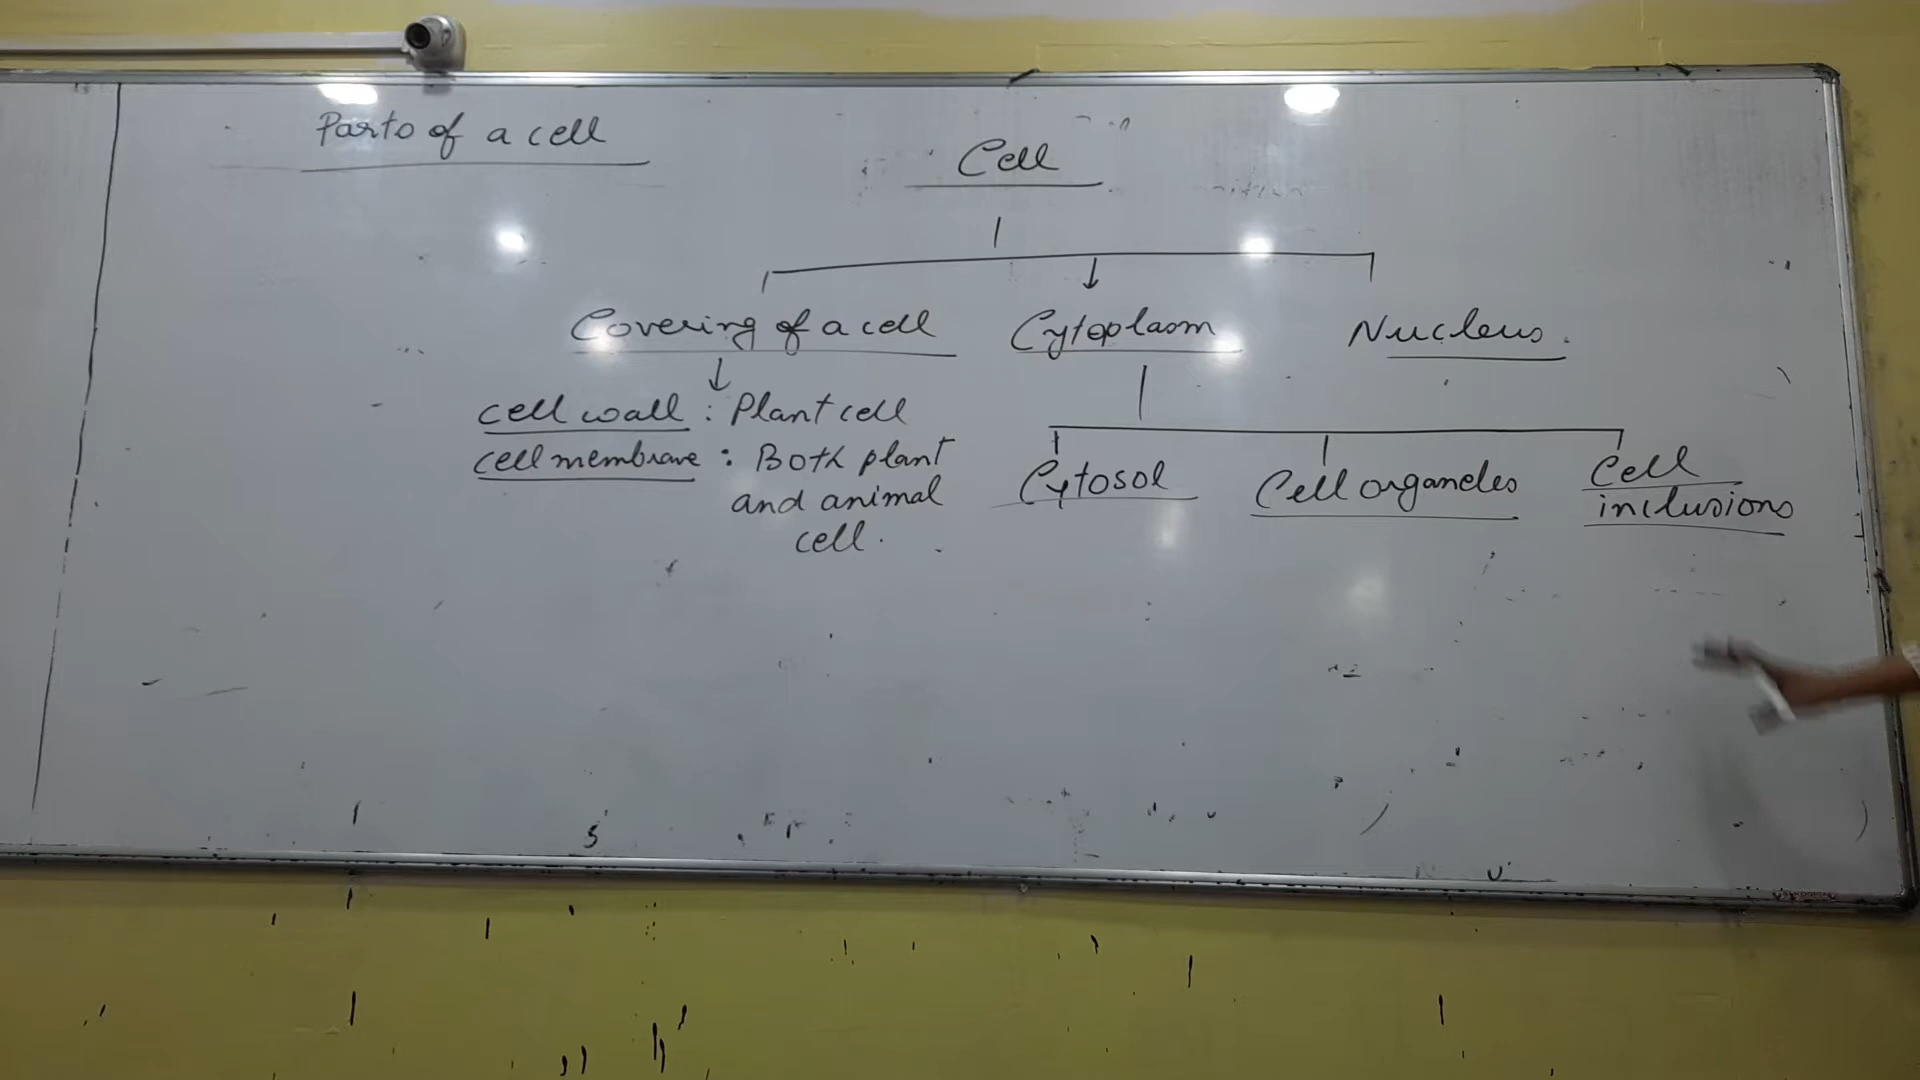 Parts of a cell
Cell
Covering of a cell
Cytoplasm
Nucleus.
cell wall : Plant cell
cell membrane : Both plant
and animal
cell.
Cytosol
Cell organeles
Cell
inclusions